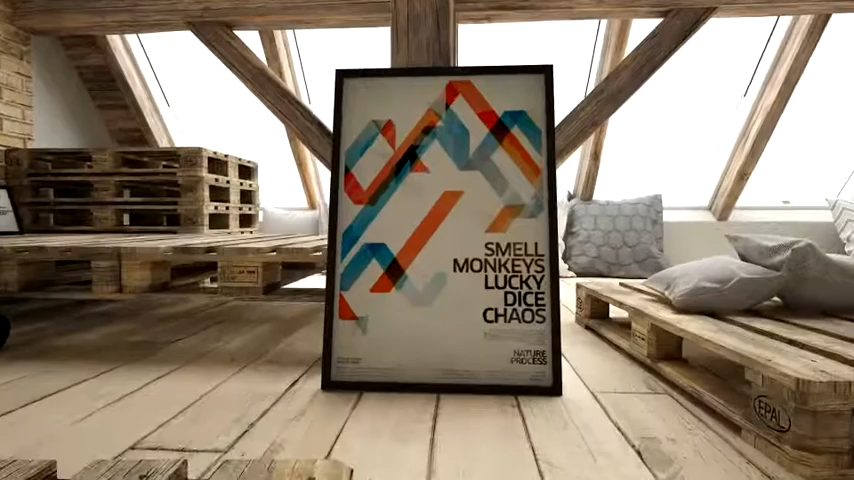 SMELL
MONKEYS
LUCKY
DICE
CHAOS
NATURE
PROCESS
EPAL